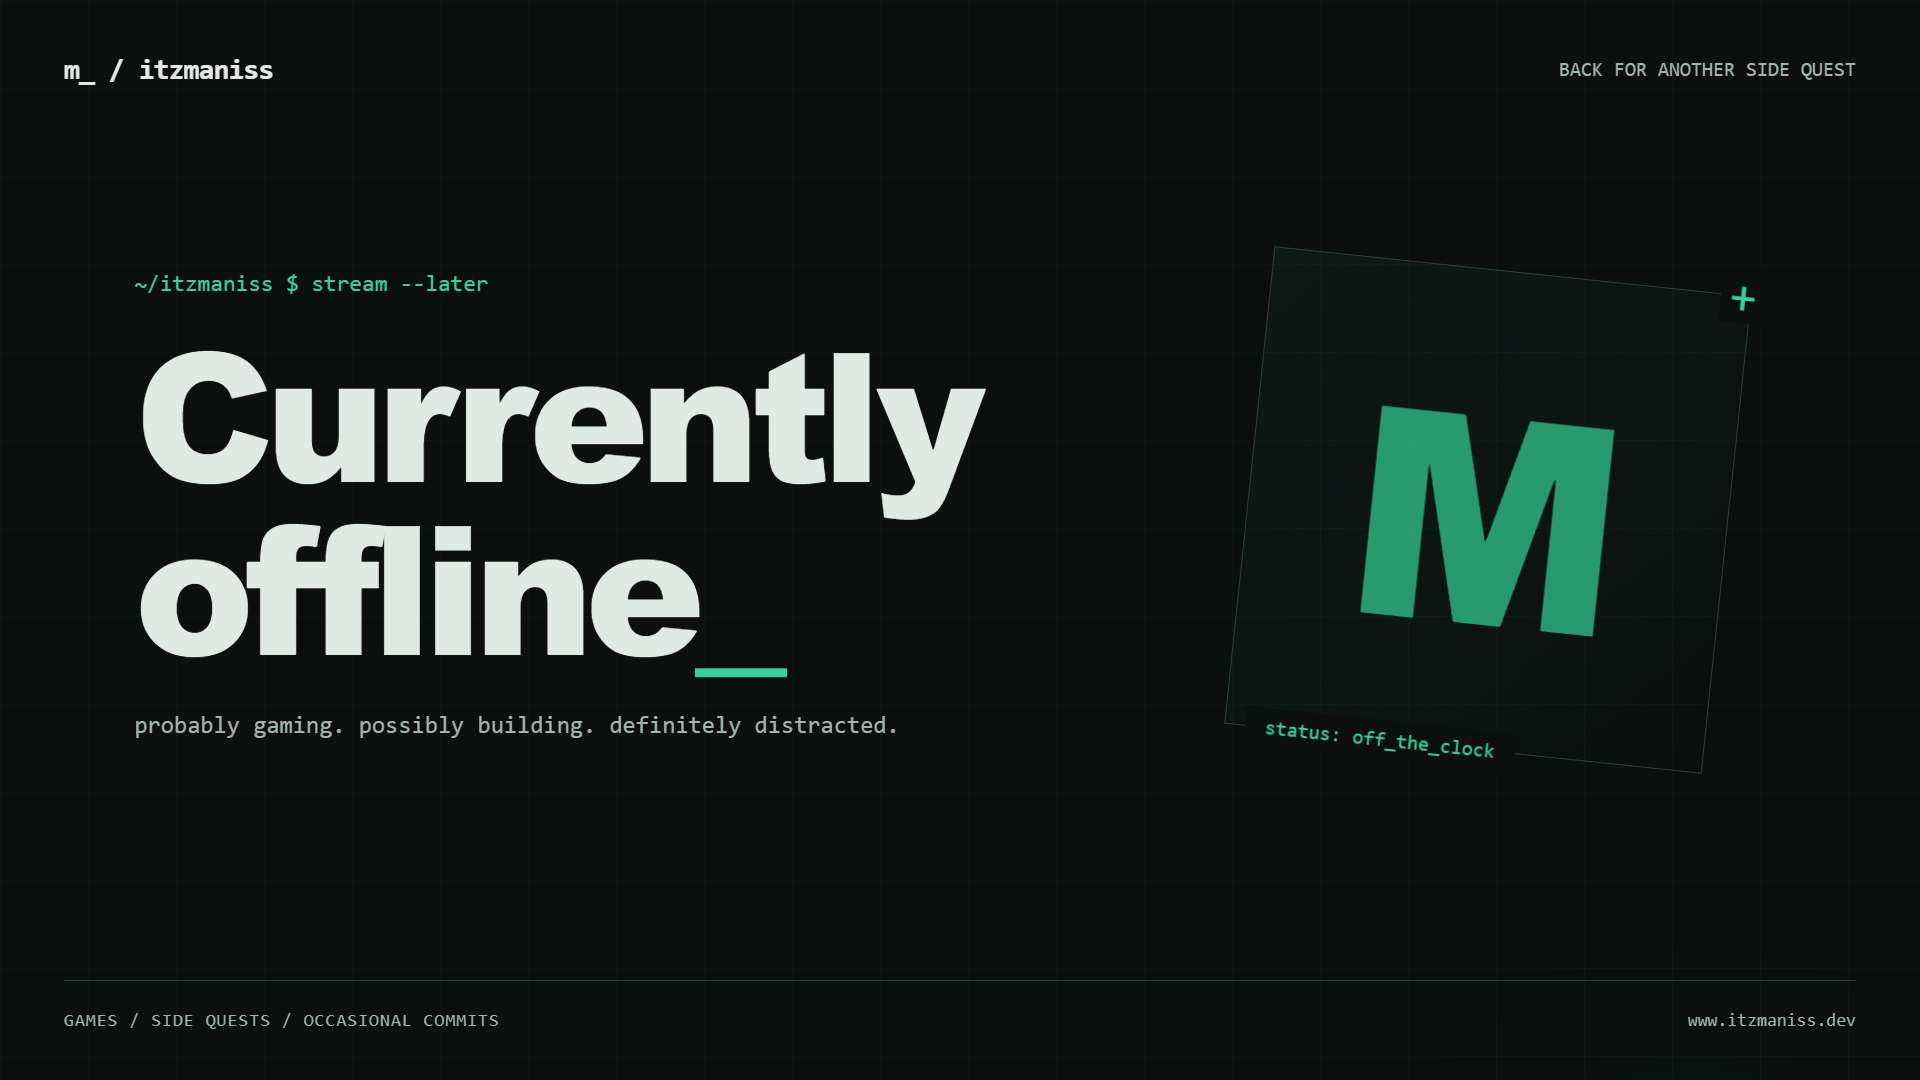 m_ / itzmaniss
BACK FOR ANOTHER SIDE QUEST
~/itzmaniss $ stream --later
Currently
offline_
probably gaming. possibly building. definitely distracted.
+
M
status: off_the_clock
GAMES / SIDE QUESTS / OCCASIONAL COMMITS
www.itzmaniss.dev